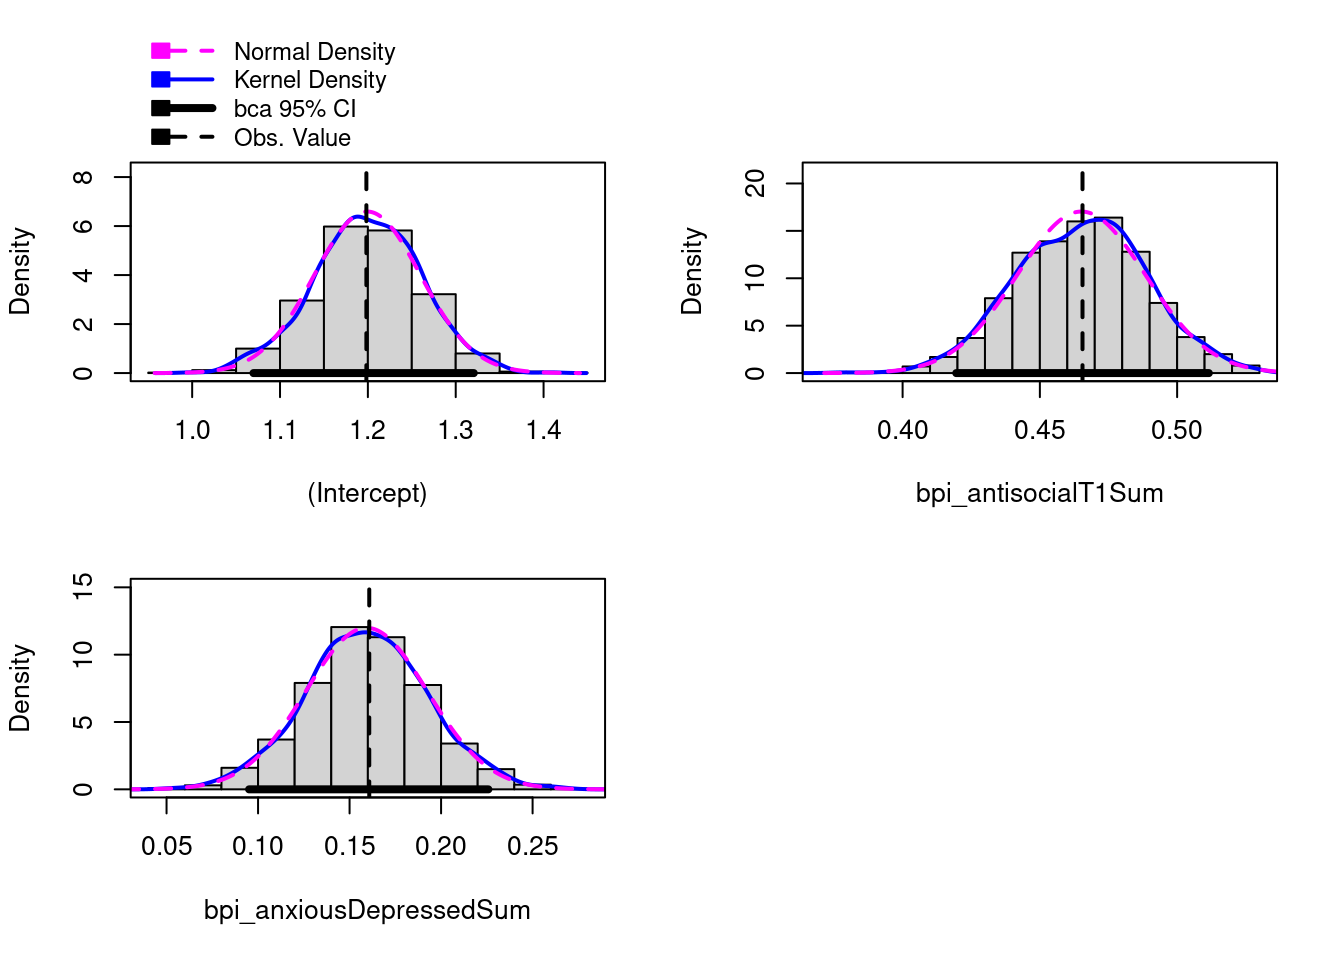 Normal Density
Kernel Density
bca 95% CI
Obs. Value
Density
0 2 4 6 8
1.0 1.1 1.2 1.3 1.4
(Intercept)
Density
0 5 10 20
0.40 0.45 0.50
bpi_antisocialT1Sum
Density
0 5 10 15
0.05 0.10 0.15 0.20 0.25
bpi_anxiousDepressedSum